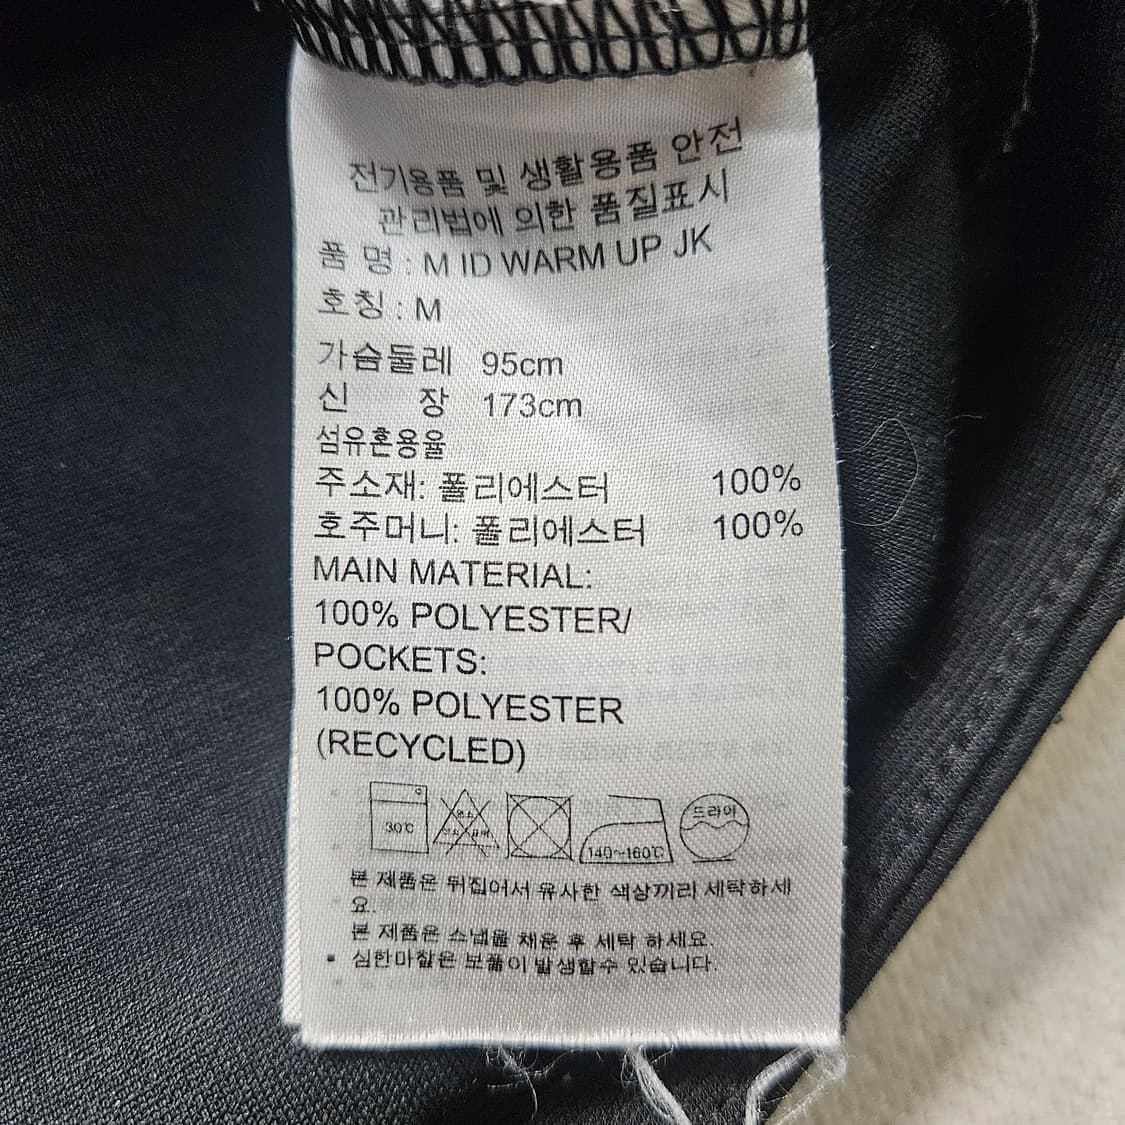 전기용품 및 생활용품 안전
관리법에 의한 품질표시
품 명 : M ID WARM UP JK
호칭 : M
가슴둘레 95cm
신 장 173cm
섬유혼용율
주소재: 폴리에스터 100%
호주머니: 폴리에스터 100%
MAIN MATERIAL:
100% POLYESTER/
POCKETS:
100% POLYESTER
(RECYCLED)
30℃
140~160℃
드라이
본 제품은 뒤집어서 유사한 색상끼리 세탁하세
요.
본 제품은 스냅을 채운 후 세탁 하세요.
심한마찰은 보풀이 발생할수 있습니다.